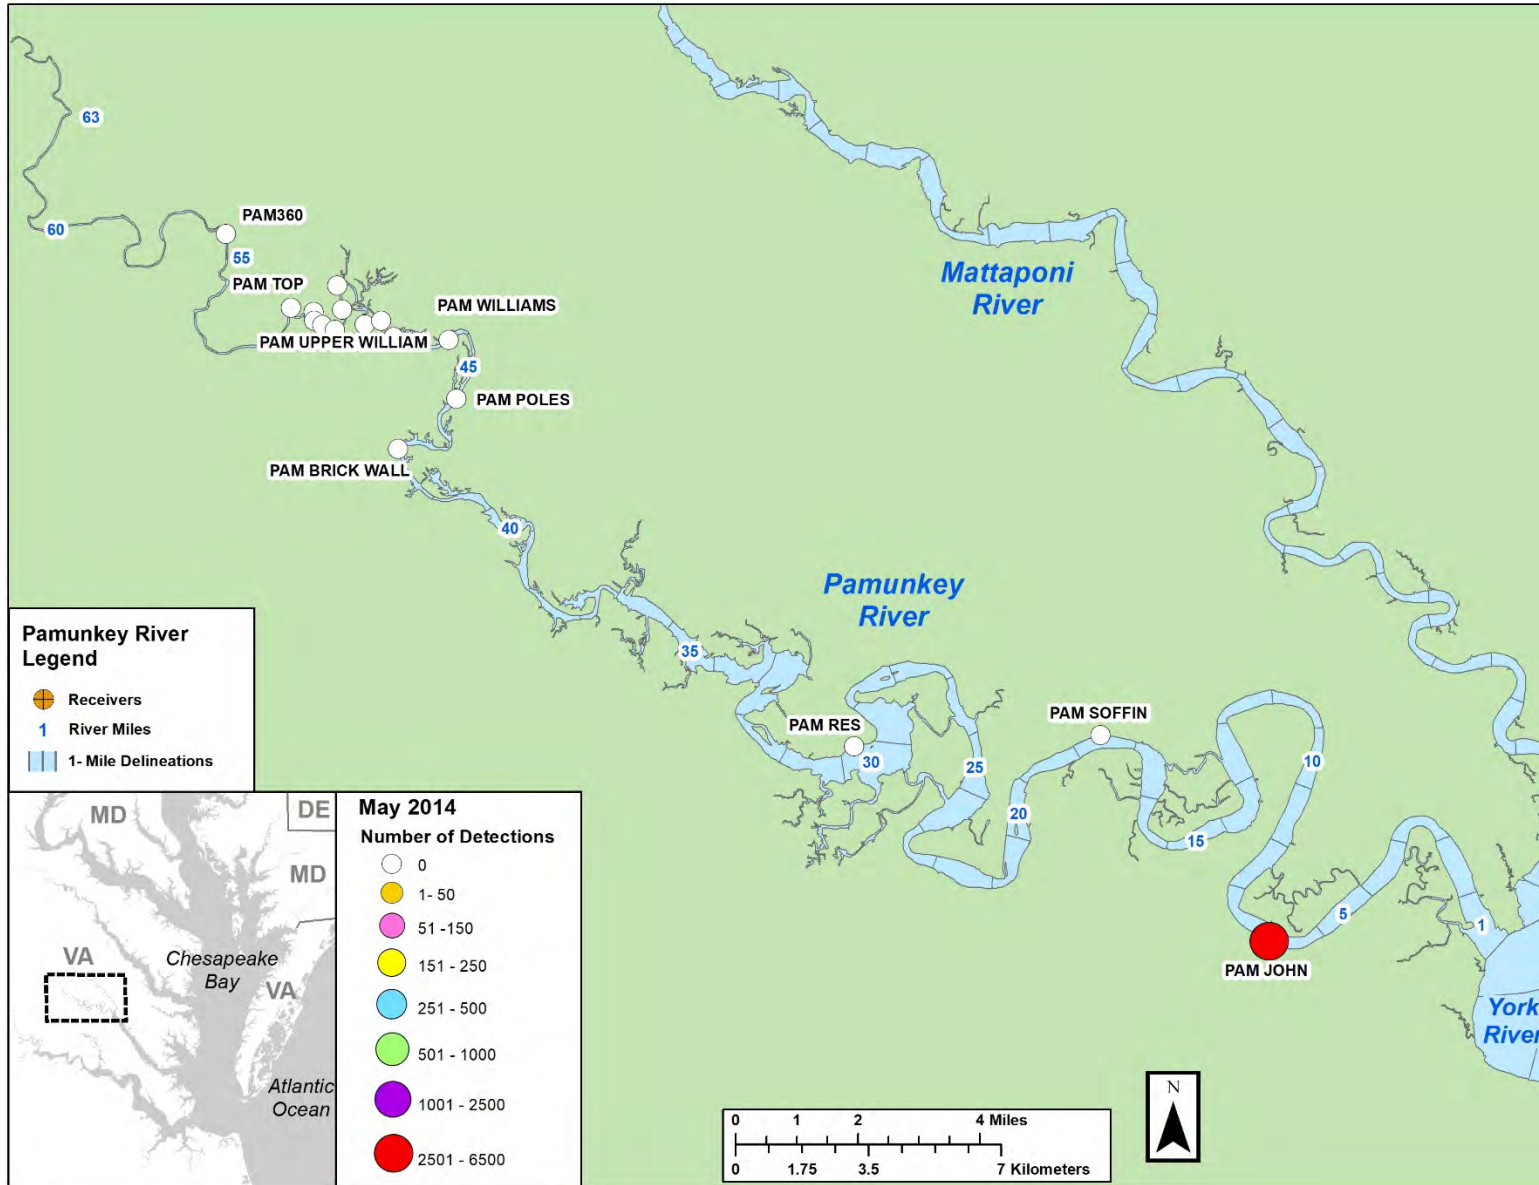 63
60
PAM360
55
PAM TOP
PAM WILLIAMS
PAM UPPER WILLIAM
45
PAM POLES
PAM BRICK WALL
40
Mattaponi
River
Pamunkey
River
35
PAM RES
30
25
PAM SOFFIN
20
15
10
5
1
PAM JOHN
York
River
Pamunkey River
Legend
Receivers
1 River Miles
1- Mile Delineations
MD
DE
MD
VA
Chesapeake
Bay
VA
Atlantic
Ocean
May 2014
Number of Detections
0
1- 50
51 -150
151 - 250
251 - 500
501 - 1000
1001 - 2500
2501 - 6500
0 1 2 4 Miles
0 1.75 3.5 7 Kilometers
N